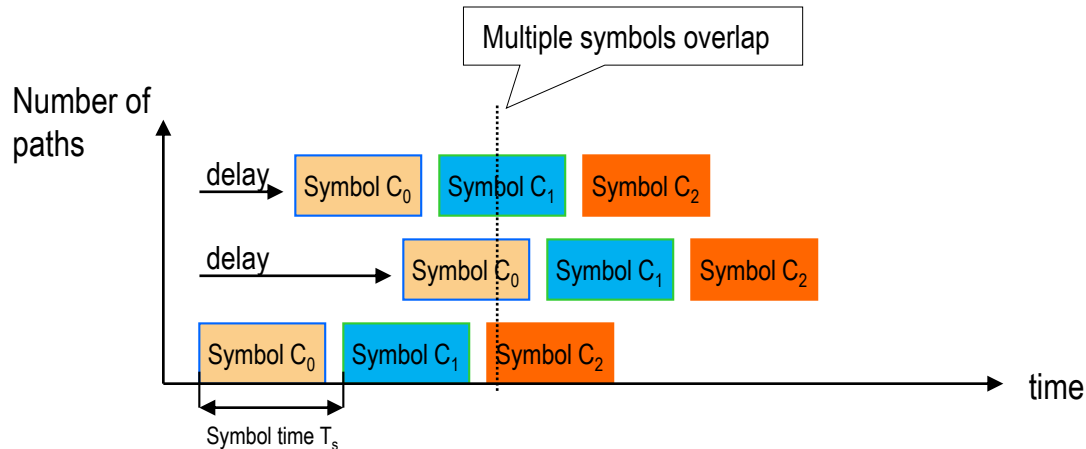 Multiple symbols overlap
Number of
paths
delay
Symbol C₀
Symbol C₁
Symbol C₂
delay
Symbol C₀
Symbol C₁
Symbol C₂
Symbol C₀
Symbol C₁
Symbol C₂
time
Symbol time Tₛ